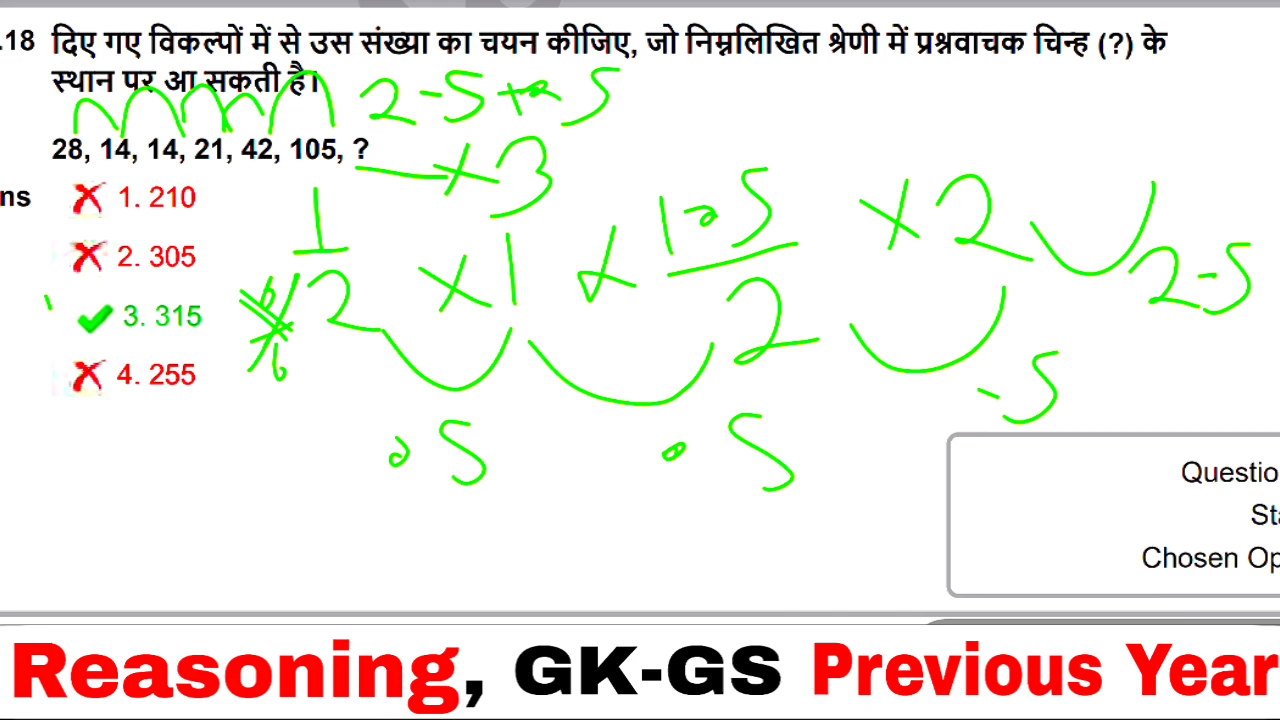 .18 दिए गए विकल्पों में से उस संख्या का चयन कीजिए, जो निम्नलिखित श्रेणी में प्रश्नवाचक चिन्ह (?) के
स्थान पर आ सकती है।
2-5 5
28, 14, 14, 21, 42, 105, ?
×3
ns
1. 210
2. 305
3. 315
4. 255
1
2 × 1 × 1.5 × 2 2-5
2
.5 .5 -5
Questio
Sta
Chosen Op
Reasoning, GK-GS Previous Year